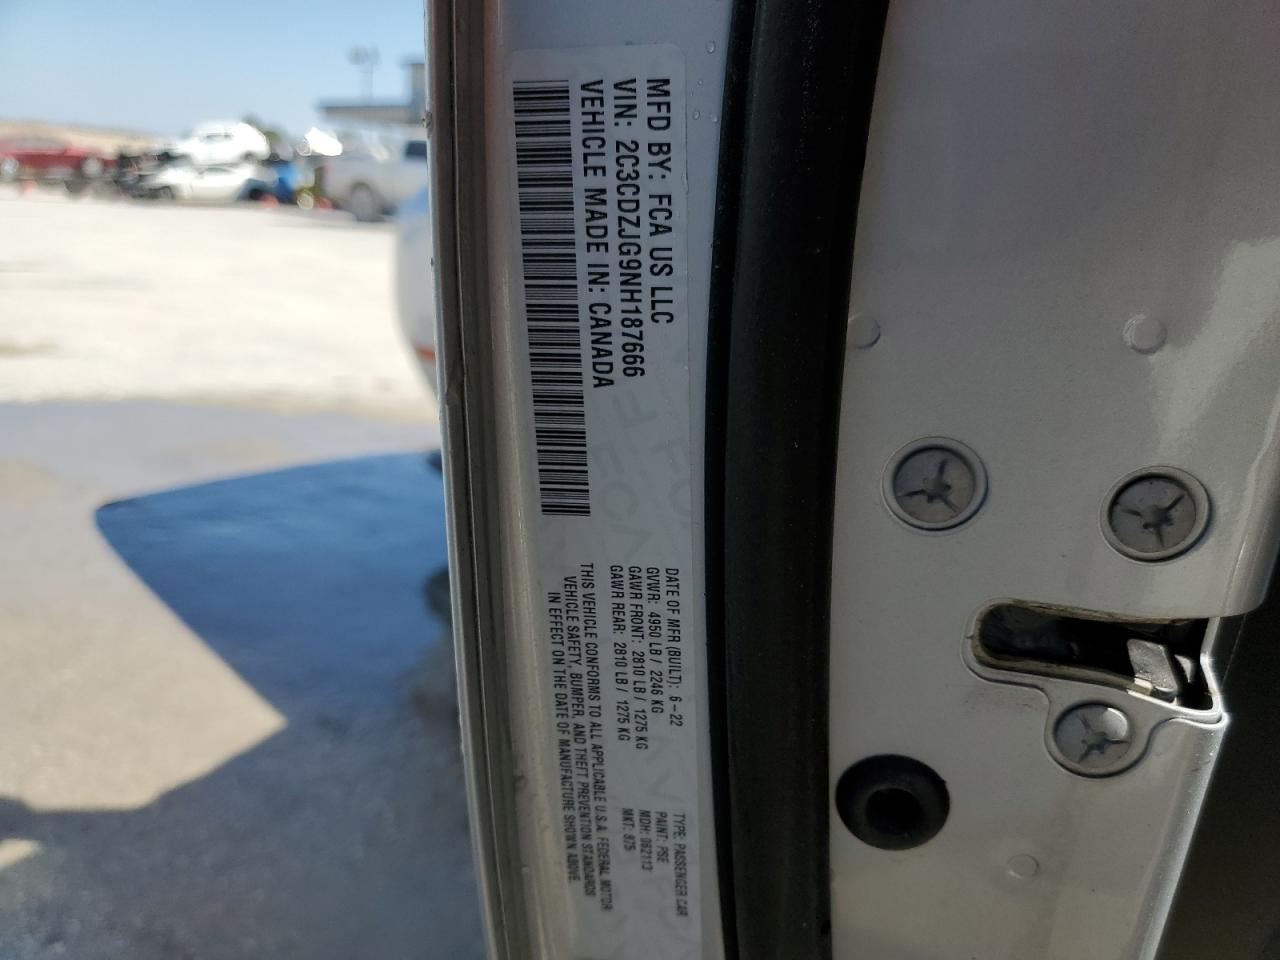 MFD BY: FCA US LLC
VIN: 2C3CDZJG9NH187666
VEHICLE MADE IN: CANADA
DATE OF MFR (BUILT): 6-22
GVWR: 4950 LB / 2246 KG
GAWR FRONT: 2810 LB / 1275 KG
GAWR REAR: 2810 LB / 1275 KG
THIS VEHICLE CONFORMS TO ALL APPLICABLE U.S.A. FEDERAL MOTOR
VEHICLE SAFETY, BUMPER, AND THEFT PREVENTION STANDARDS
IN EFFECT ON THE DATE OF MANUFACTURE SHOWN ABOVE.
TYPE: PASSENGER CAR
PAINT: PSE
MDH: 062113
MKT: 875